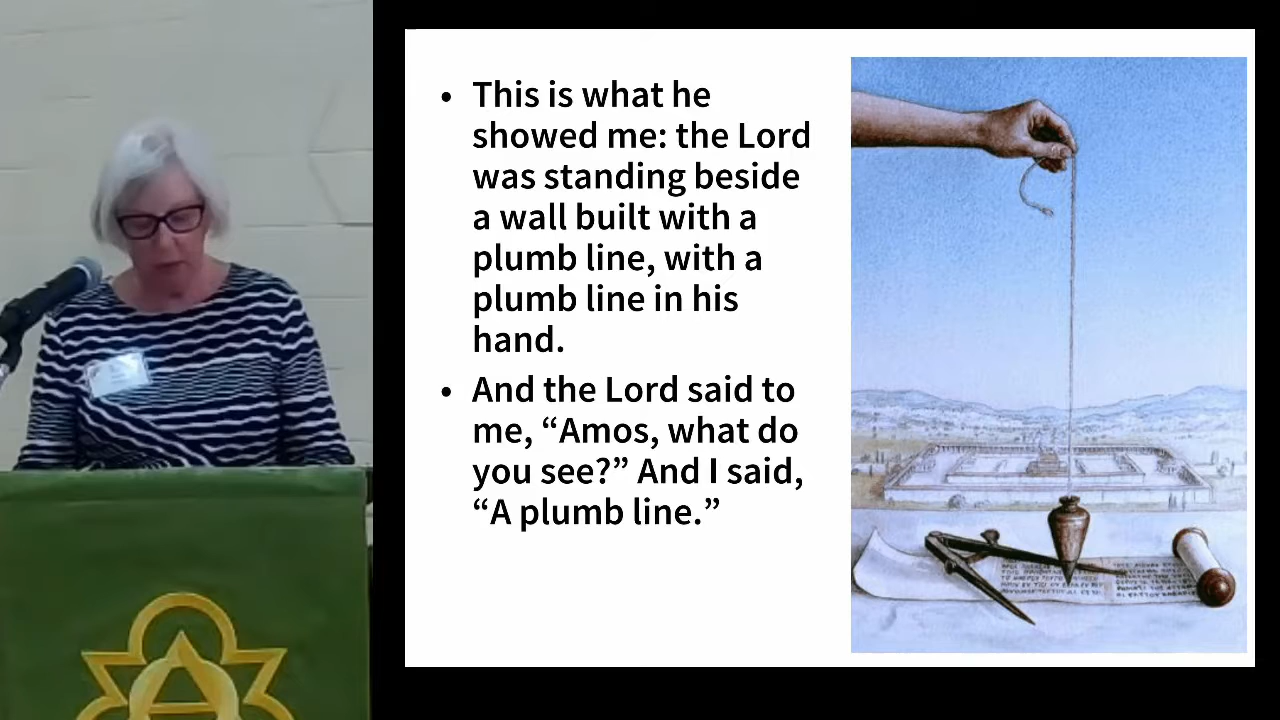 • This is what he
showed me: the Lord
was standing beside
a wall built with a
plumb line, with a
plumb line in his
hand.
• And the Lord said to
me, “Amos, what do
you see?” And I said,
“A plumb line.”